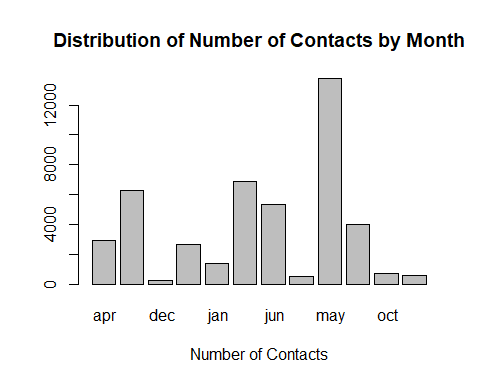 Distribution of Number of Contacts by Month
12000
8000
4000
0
apr dec jan jun may oct
Number of Contacts